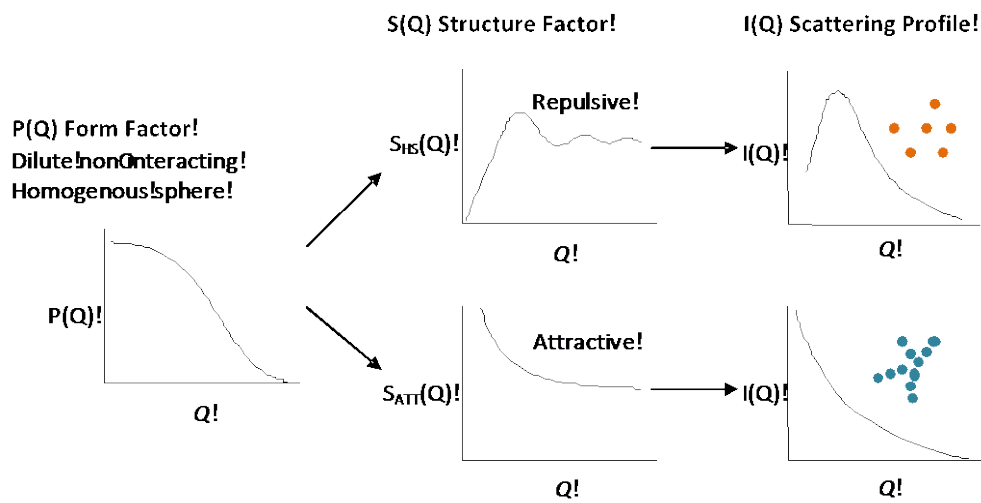 S(Q) Structure Factor!
I(Q) Scattering Profile!
P(Q) Form Factor!
Dilute!nonOnteracting!
Homogenous!sphere!
P(Q)!
Q!
Repulsive!
SHS(Q)!
Q!
I(Q)!
Q!
Attractive!
SATT(Q)!
Q!
I(Q)!
Q!